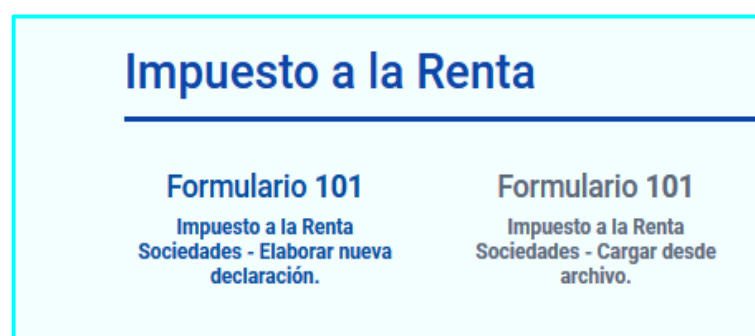 Impuesto a la Renta
Formulario 101
Impuesto a la Renta
Sociedades - Elaborar nueva
declaración.
Formulario 101
Impuesto a la Renta
Sociedades - Cargar desde
archivo.